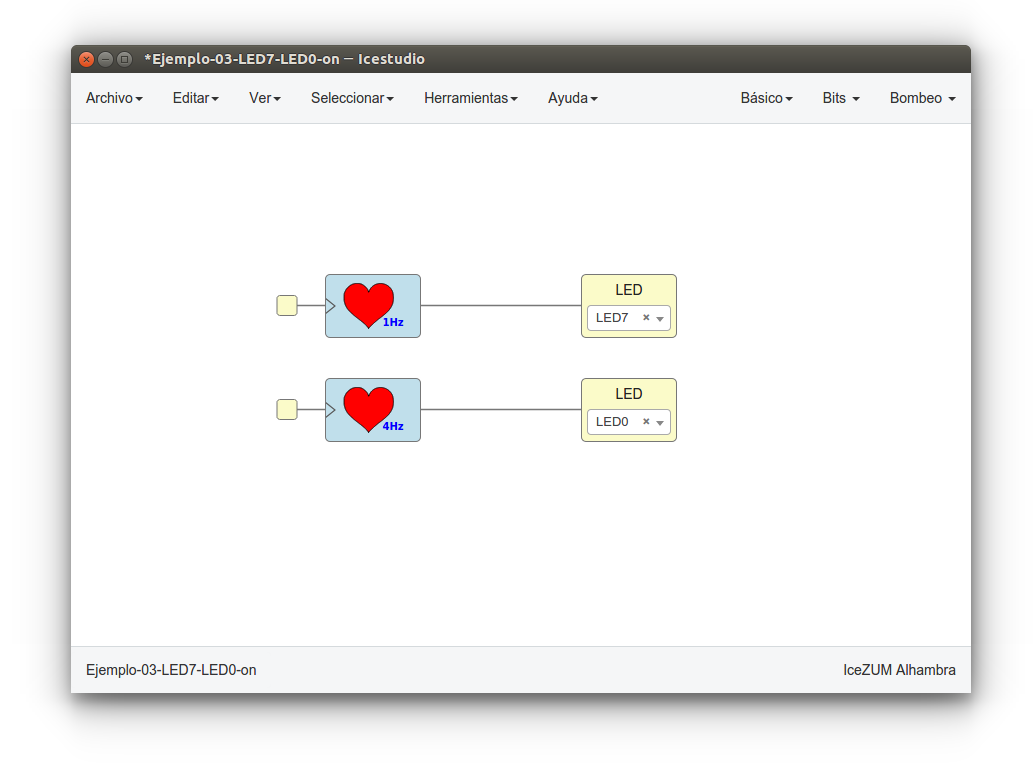 *Ejemplo-03-LED7-LED0-on — Icestudio
Archivo Editar Ver Seleccionar Herramientas Ayuda Básico Bits Bombeo
LED
1Hz LED7
LED
4Hz LED0
Ejemplo-03-LED7-LED0-on IceZUM Alhambra